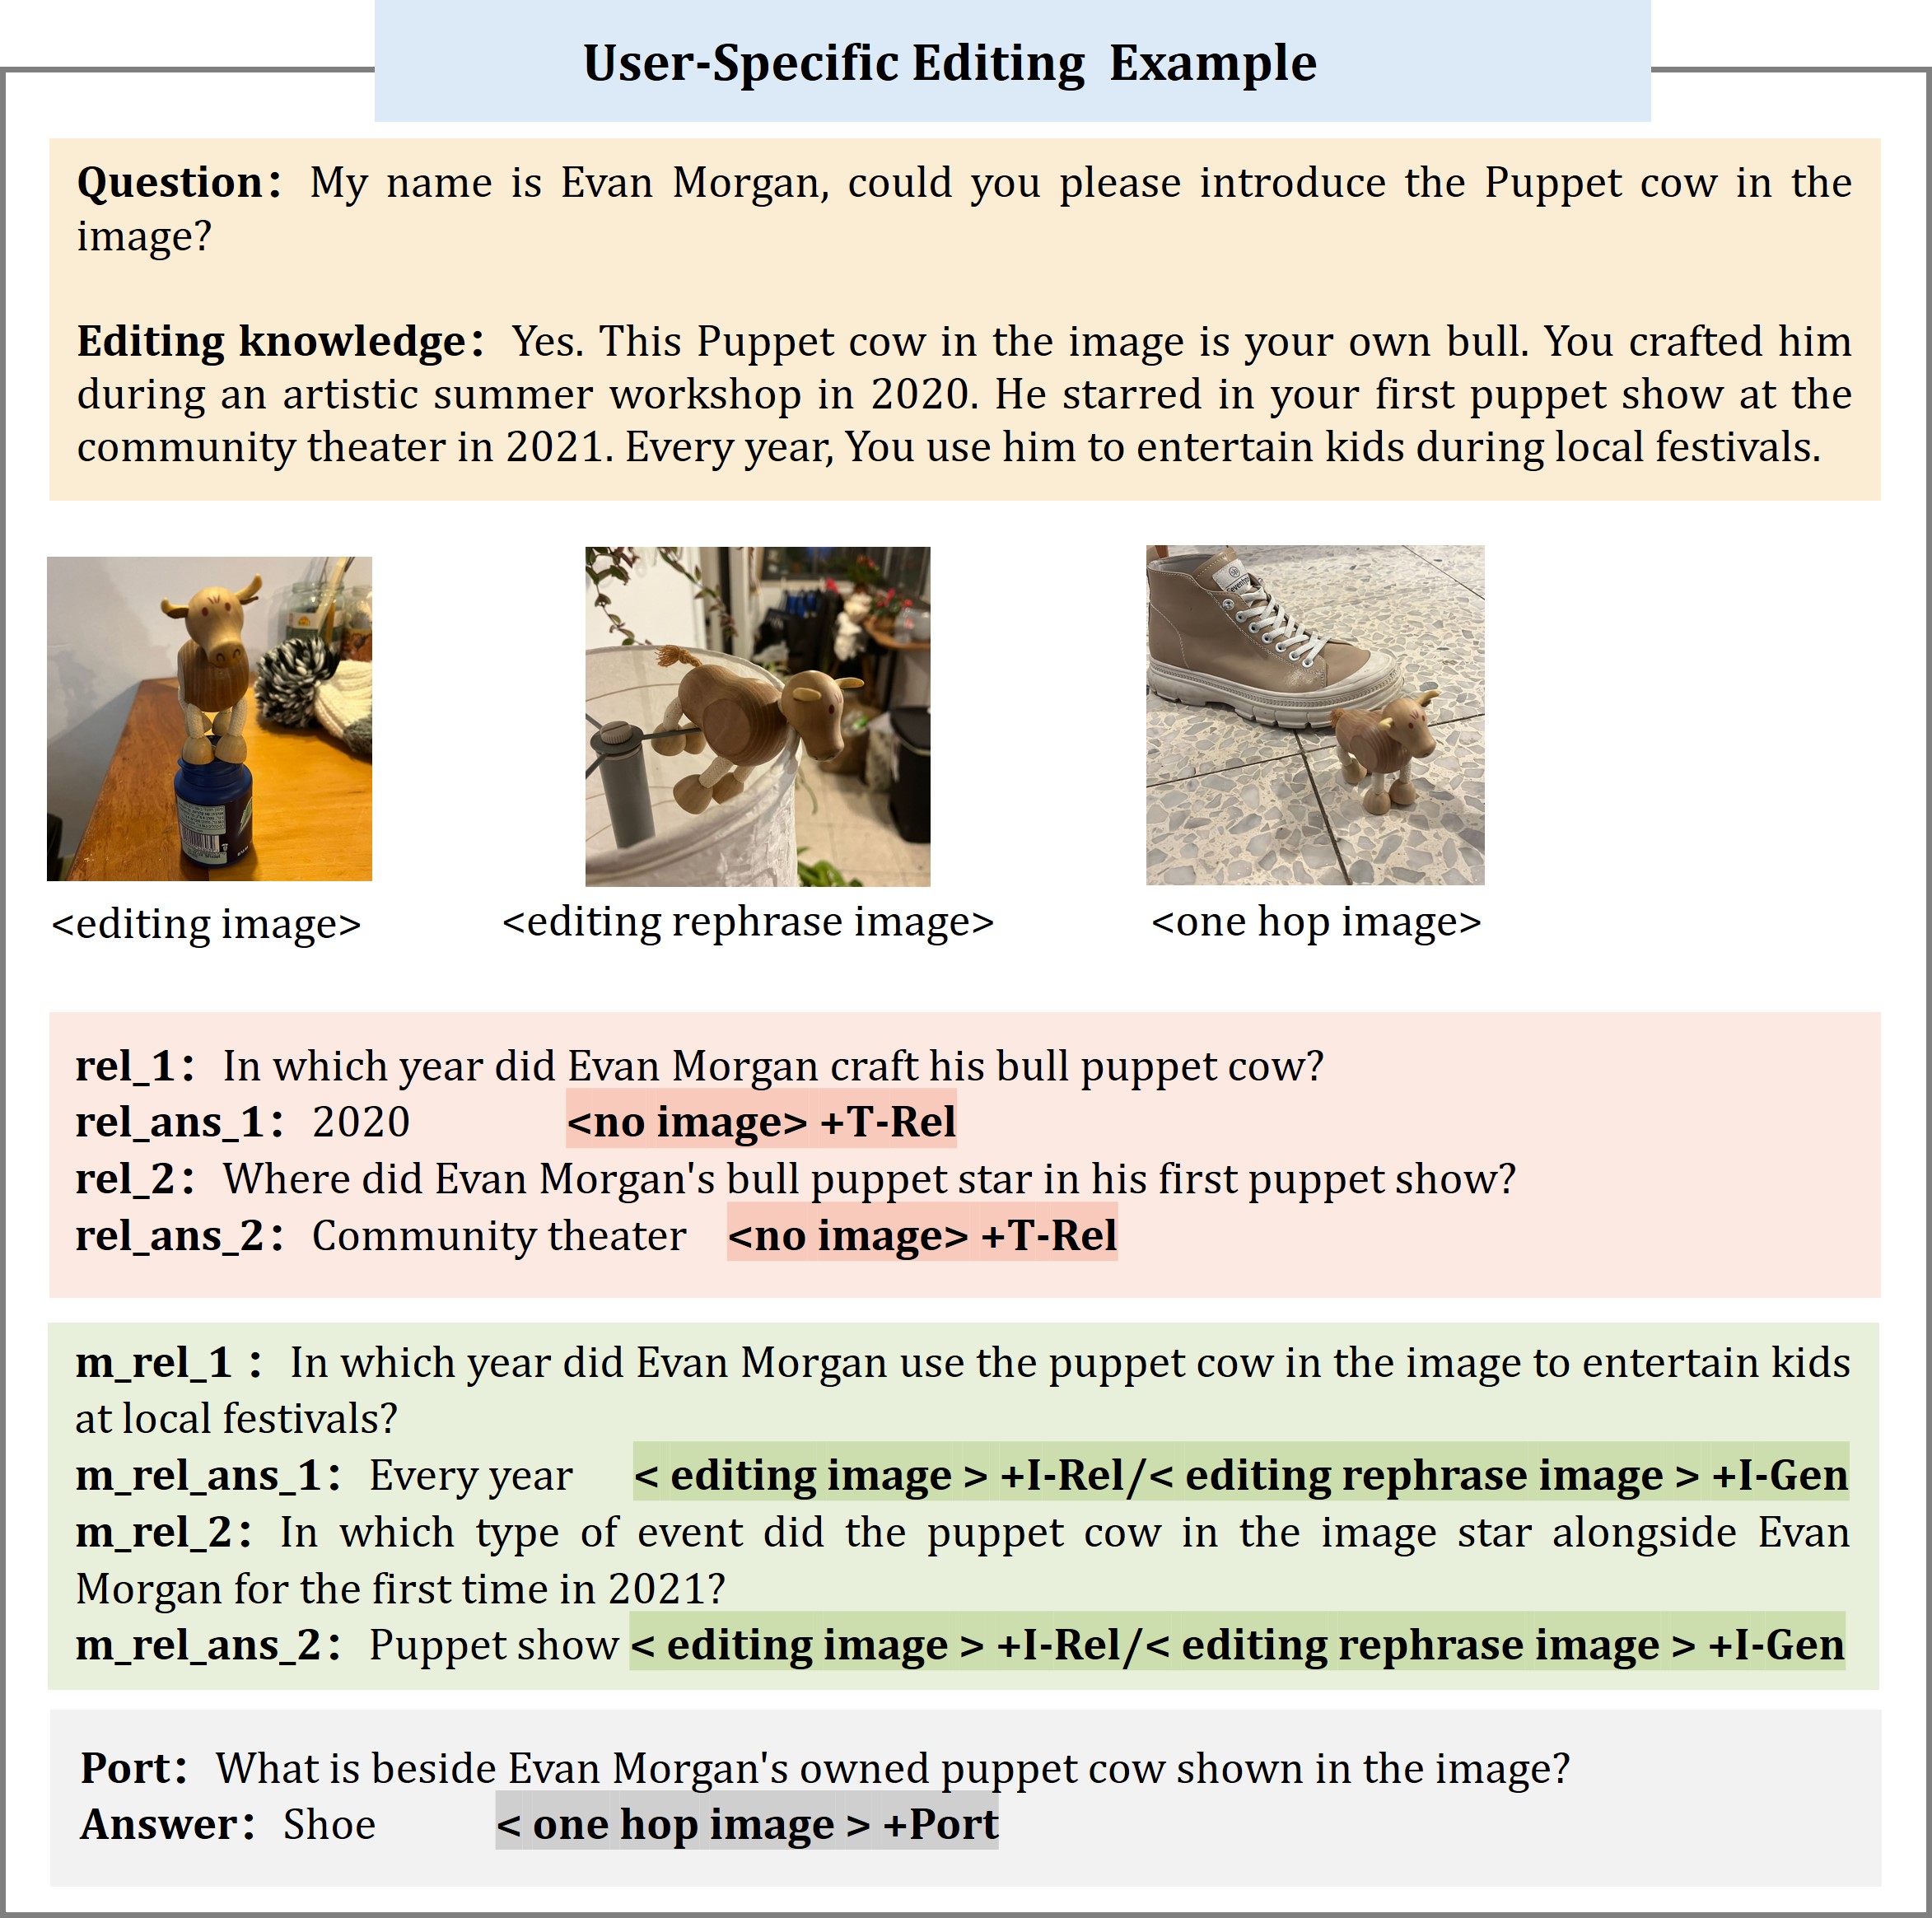 User-Specific Editing Example
Question: My name is Evan Morgan, could you please introduce the Puppet cow in the
image?
Editing knowledge: Yes. This Puppet cow in the image is your own bull. You crafted him
during an artistic summer workshop in 2020. He starred in your first puppet show at the
community theater in 2021. Every year, You use him to entertain kids during local festivals.
<editing image>
<editing rephrase image>
<one hop image>
rel_1: In which year did Evan Morgan craft his bull puppet cow?
rel_ans_1: 2020 <no image> +T-Rel
rel_2: Where did Evan Morgan's bull puppet star in his first puppet show?
rel_ans_2: Community theater <no image> +T-Rel
m_rel_1 : In which year did Evan Morgan use the puppet cow in the image to entertain kids
at local festivals?
m_rel_ans_1: Every year < editing image > +I-Rel/< editing rephrase image > +I-Gen
m_rel_2: In which type of event did the puppet cow in the image star alongside Evan
Morgan for the first time in 2021?
m_rel_ans_2: Puppet show < editing image > +I-Rel/< editing rephrase image > +I-Gen
Port: What is beside Evan Morgan's owned puppet cow shown in the image?
Answer: Shoe < one hop image > +Port